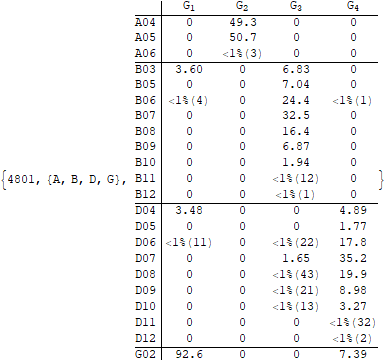 G1 G2 G3 G4
A04 0 49.3 0 0
A05 0 50.7 0 0
A06 0 <1%(3) 0 0
B03 3.60 0 6.83 0
B05 0 0 7.04 0
B06 <1%(4) 0 24.4 <1%(1)
B07 0 0 32.5 0
B08 0 0 16.4 0
B09 0 0 6.87 0
B10 0 0 1.94 0
{4801, {A, B, D, G}, B11 0 0 <1%(12) 0 }
B12 0 0 <1%(1) 0
D04 3.48 0 0 4.89
D05 0 0 0 1.77
D06 <1%(11) 0 <1%(22) 17.8
D07 0 0 1.65 35.2
D08 0 0 <1%(43) 19.9
D09 0 0 <1%(21) 8.98
D10 0 0 <1%(13) 3.27
D11 0 0 0 <1%(32)
D12 0 0 0 <1%(2)
G02 92.6 0 0 7.39